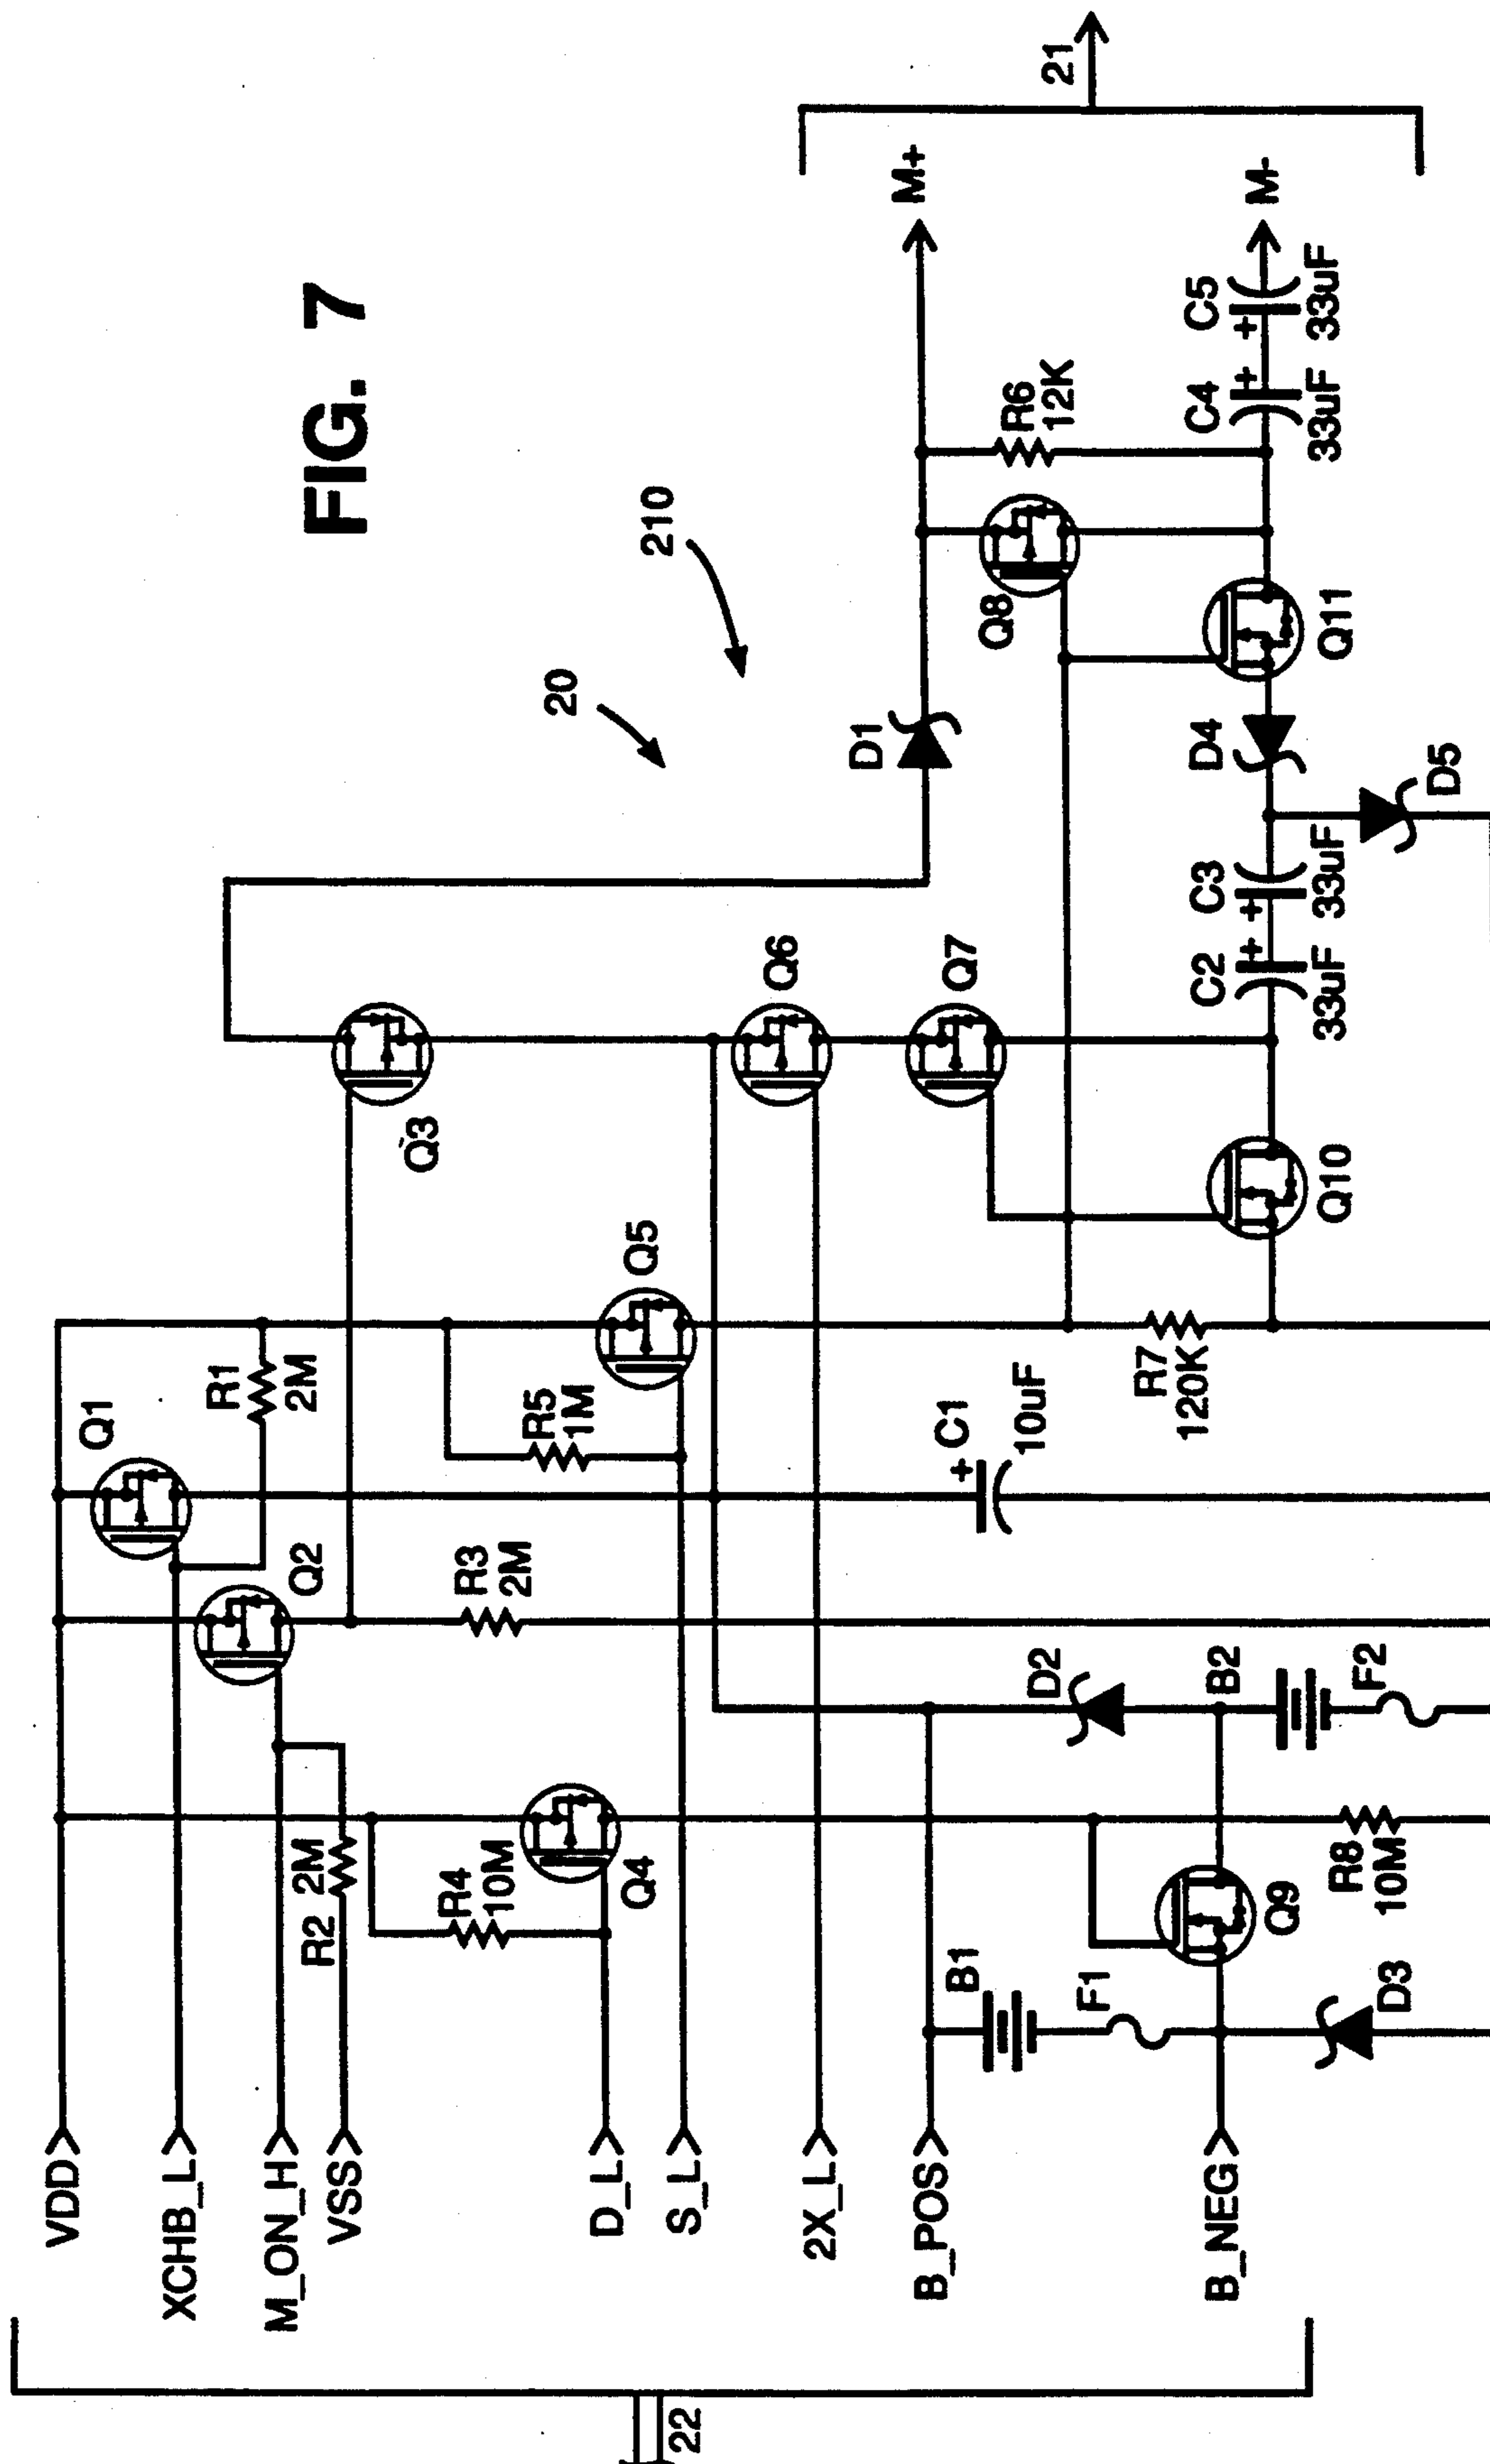 FIG. 7
20
210
21
22
VDD
XCHB_L
M_ON_H
VSS
D_L
S_L
2X_L
B_POS
B_NEG
Q1
R1
2M
Q2
R2
2M
R3
2M
Q'3
R4
10M
Q4
R5
1M
Q5
Q6
Q7
D1
M+
Q8
R6
12K
B1
F1
D2
B2
F2
C1
+
10uF
R7
120K
Q9
R8
10M
D3
Q10
C2
+
33uF
C3
+
33uF
D4
D5
Q11
C4
+
33uF
C5
+
33uF
M-